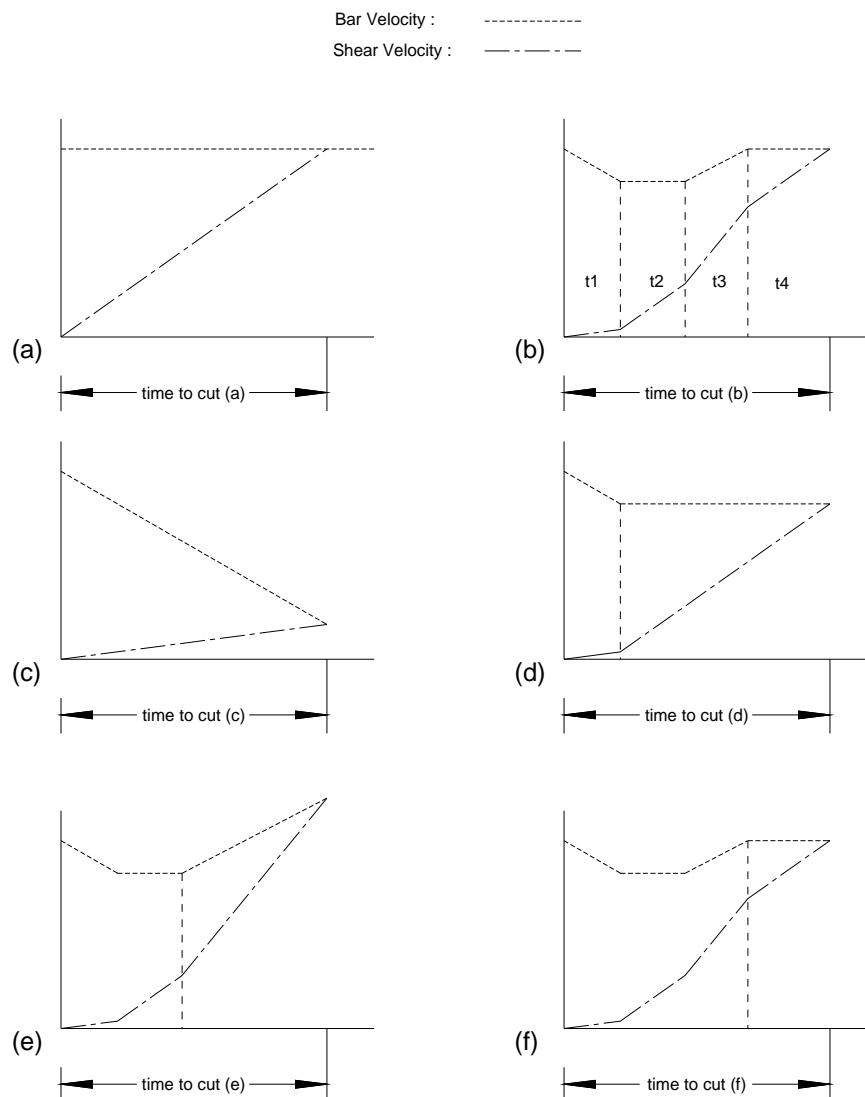 Bar Velocity :
Shear Velocity :
(a)
time to cut (a)
t1 t2 t3 t4
(b)
time to cut (b)
(c)
time to cut (c)
(d)
time to cut (d)
(e)
time to cut (e)
(f)
time to cut (f)